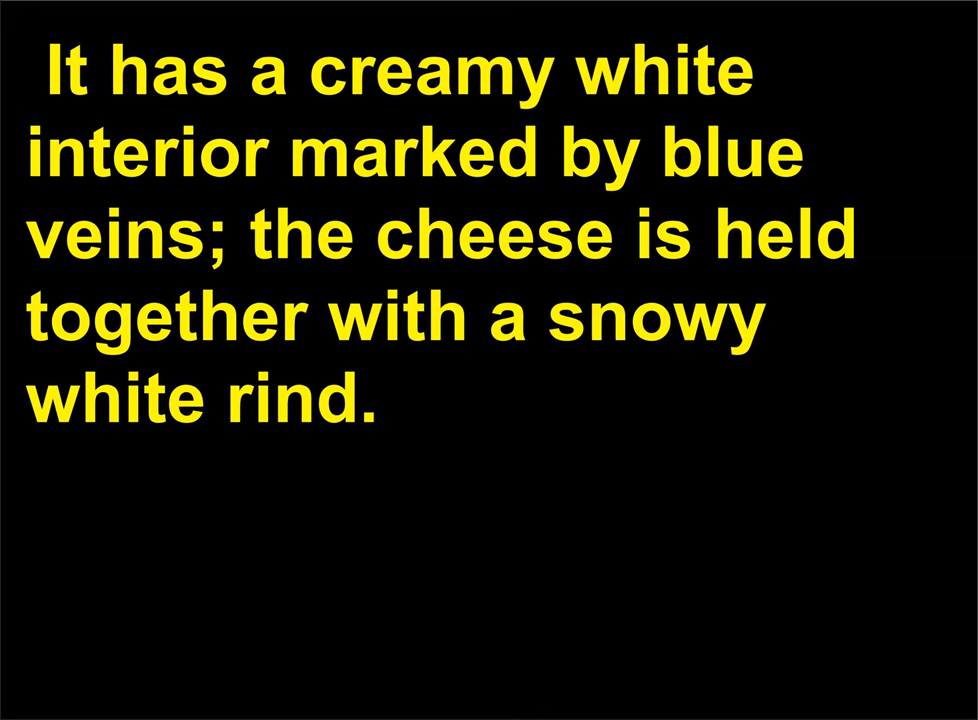 It has a creamy white
interior marked by blue
veins; the cheese is held
together with a snowy
white rind.